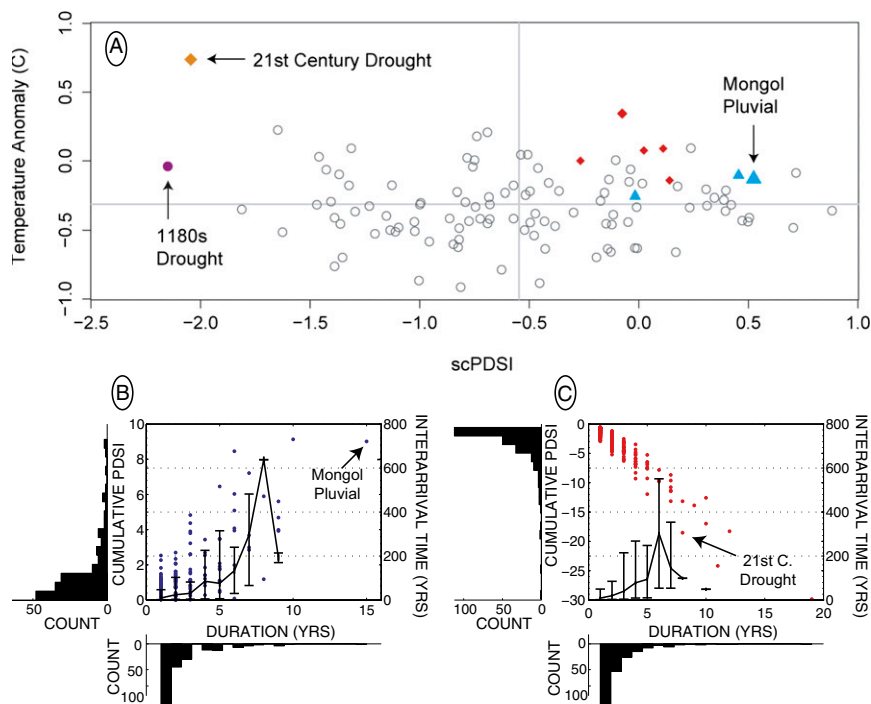 A
Temperature Anomaly (C)
1.0
0.5
0.0
−0.5
−1.0
21st Century Drought
Mongol
Pluvial
1180s
Drought
−2.5
−2.0
−1.5
−1.0
−0.5
0.0
0.5
1.0
scPDSI
B
CUMULATIVE PDSI
10
8
6
4
2
0
800
600
400
200
0
INTERARRIVAL TIME (YRS)
Mongol
Pluvial
50
0
COUNT
0
5
10
15
DURATION (YRS)
COUNT
0
50
100
C
CUMULATIVE PDSI
0
−5
−10
−15
−20
−25
−30
800
600
400
200
0
INTERARRIVAL TIME (YRS)
21st C.
Drought
100
50
0
COUNT
0
5
10
15
20
DURATION (YRS)
COUNT
0
50
100